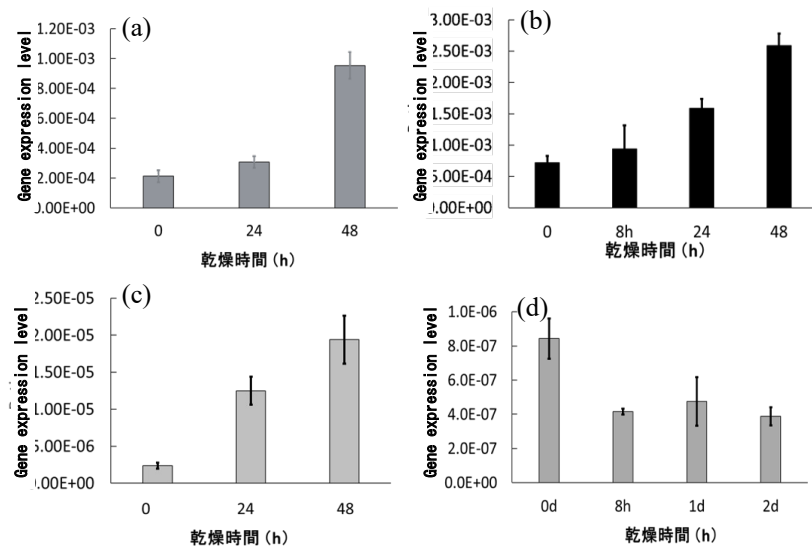 (a)
Gene expression level
1.20E-03
1.00E-03
8.00E-04
6.00E-04
4.00E-04
2.00E-04
0.00E+00
0 24 48
乾燥時間 (h)
(b)
Gene expression level
3.00E-03
2.50E-03
2.00E-03
1.50E-03
1.00E-03
5.00E-04
0.00E+00
0 8h 24 48
乾燥時間 (h)
(c)
Gene expression level
2.50E-05
2.00E-05
1.50E-05
1.00E-05
5.00E-06
0.00E+00
0 24 48
乾燥時間 (h)
(d)
Gene expression level
1.0E-06
8.0E-07
6.0E-07
4.0E-07
2.0E-07
0.0E+00
0d 8h 1d 2d
乾燥時間 (h)